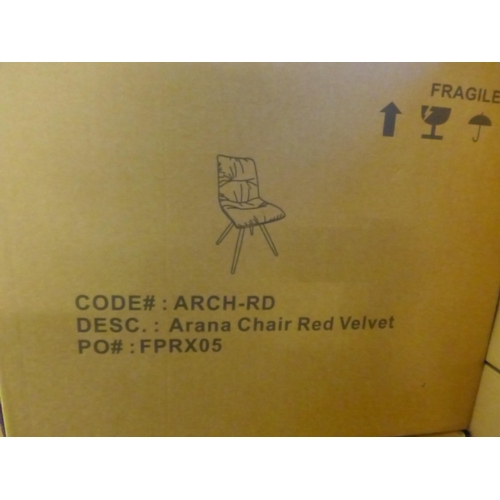 FRAGILE
CODE# : ARCH-RD
DESC. : Arana Chair Red Velvet
PO# : FPRX05